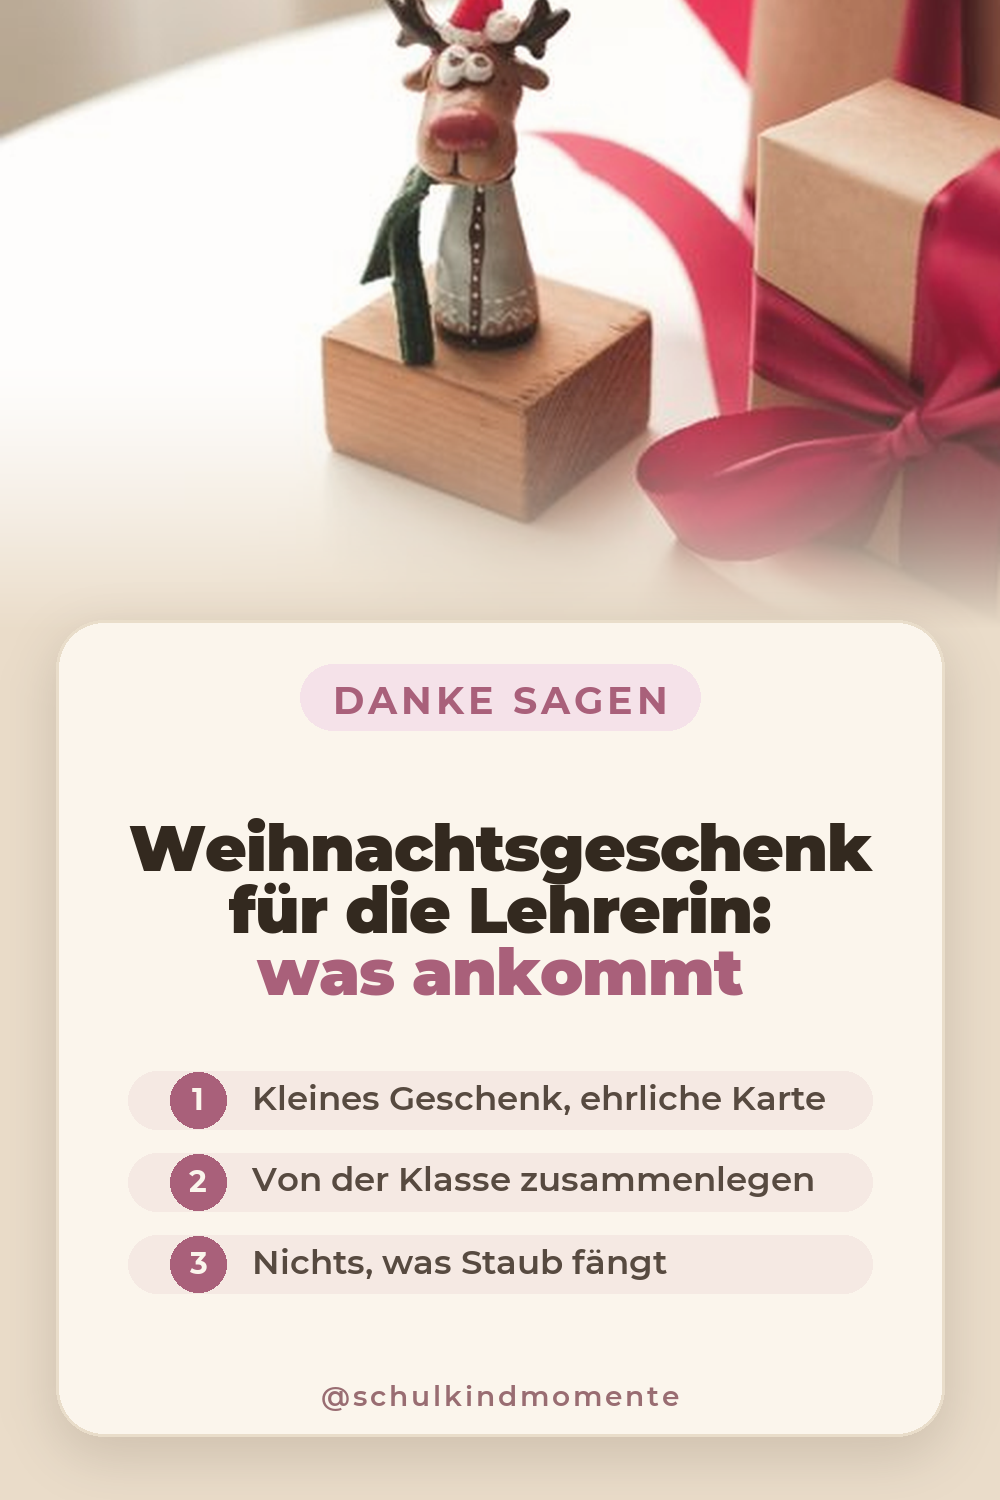 DANKE SAGEN
Weihnachtsgeschenk
für die Lehrerin:
was ankommt
1 Kleines Geschenk, ehrliche Karte
2 Von der Klasse zusammenlegen
3 Nichts, was Staub fängt
@schulkindmomente